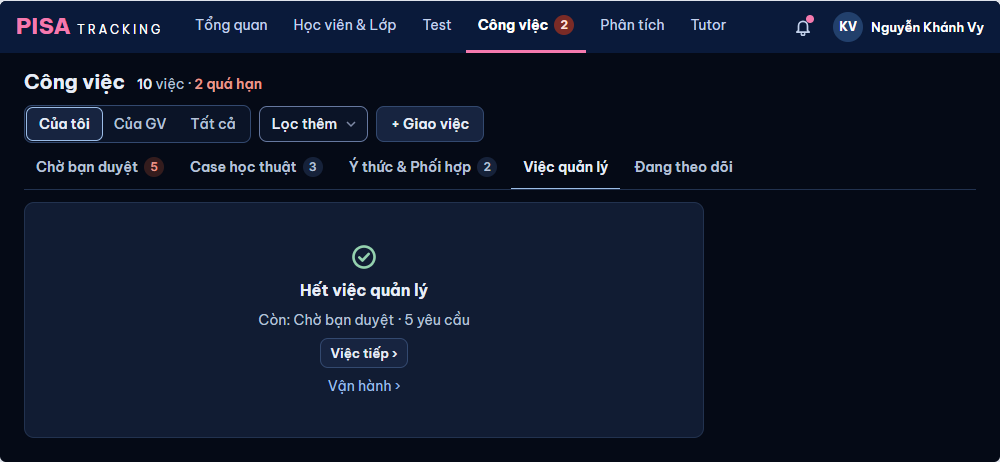 PISA TRACKING Tổng quan Học viên & Lớp Test Công việc 2 Phân tích Tutor KV Nguyễn Khánh Vy
Công việc 10 việc · 2 quá hạn
Của tôi Của GV Tất cả Lọc thêm + Giao việc
Chờ bạn duyệt 5 Case học thuật 3 Ý thức & Phối hợp 2 Việc quản lý Đang theo dõi
Hết việc quản lý
Còn: Chờ bạn duyệt · 5 yêu cầu
Việc tiếp ›
Vận hành ›